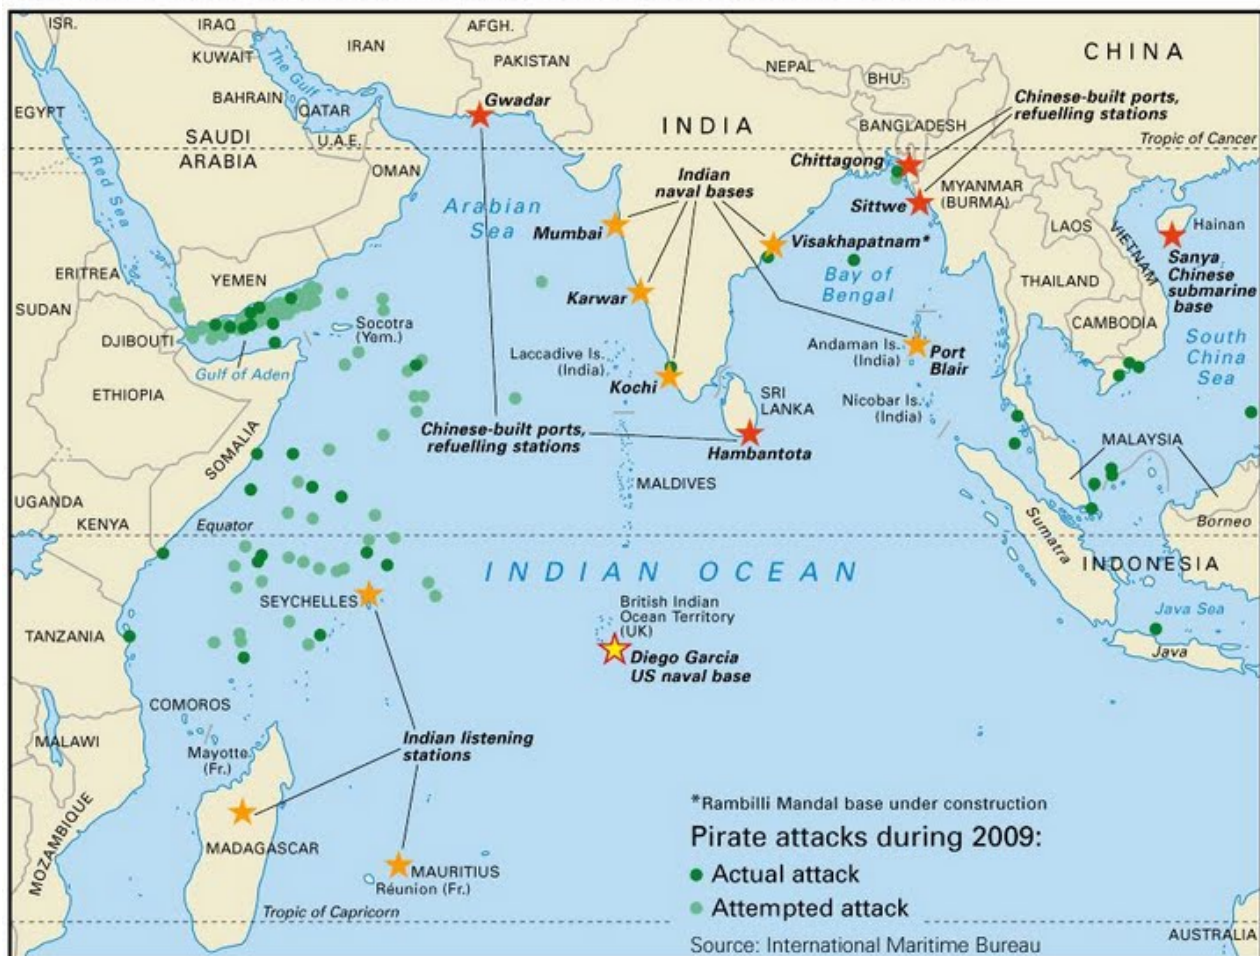 ISR.
IRAQ
KUWAIT
IRAN
AFGH.
PAKISTAN
NEPAL
BHU.
CHINA
EGYPT
The Gulf
BAHRAIN
QATAR
U.A.E.
SAUDI
ARABIA
OMAN
Red Sea
Gwadar
INDIA
BANGLADESH
Chinese-built ports,
refuelling stations
Tropic of Cancer
Chittagong
Sittwe
MYANMAR
(BURMA)
LAOS
VIETNAM
Hainan
Sanya,
Chinese
submarine
base
Indian
naval bases
Arabian
Sea
Mumbai
Visakhapatnam*
Bay of
Bengal
THAILAND
CAMBODIA
South
China
Sea
ERITREA
SUDAN
YEMEN
DJIBOUTI
Socotra
(Yem.)
Gulf of Aden
ETHIOPIA
Karwar
Laccadive Is.
(India)
Kochi
Andaman Is.
(India)
Port
Blair
SRI
LANKA
Nicobar Is.
(India)
Hambantota
Chinese-built ports,
refuelling stations
MALAYSIA
SOMALIA
UGANDA
KENYA
Equator
MALDIVES
Sumatra
Borneo
INDONESIA
INDIAN OCEAN
SEYCHELLES
British Indian
Ocean Territory
(UK)
Diego Garcia
US naval base
Java Sea
Java
TANZANIA
COMOROS
Mayotte
(Fr.)
MALAWI
MOZAMBIQUE
Indian listening
stations
MADAGASCAR
MAURITIUS
Réunion (Fr.)
Tropic of Capricorn
*Rambilli Mandal base under construction
Pirate attacks during 2009:
Actual attack
Attempted attack
Source: International Maritime Bureau
AUSTRALIA